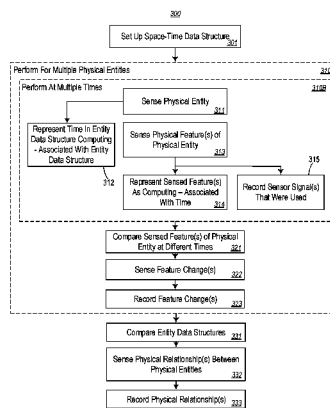 300
Set Up Space-Time Data Structure
301
Perform For Multiple Physical Entities
310
Perform At Multiple Times
310B
Sense Physical Entity
311
Represent Time In Entity
Data Structure Computing
- Associated With Entity
Data Structure
312
Sense Physical Feature(s) of
Physical Entity
313
Represent Sensed Feature(s)
As Computing – Associated
With Time
314
315
Record Sensor Signal(s)
That Were Used
Compare Sensed Feature(s) of Physical
Entity at Different Times
321
Sense Feature Change(s)
322
Record Feature Change(s)
323
Compare Entity Data Structures
331
Sense Physical Relationship(s) Between
Physical Entities
332
Record Physical Relationship(s)
333